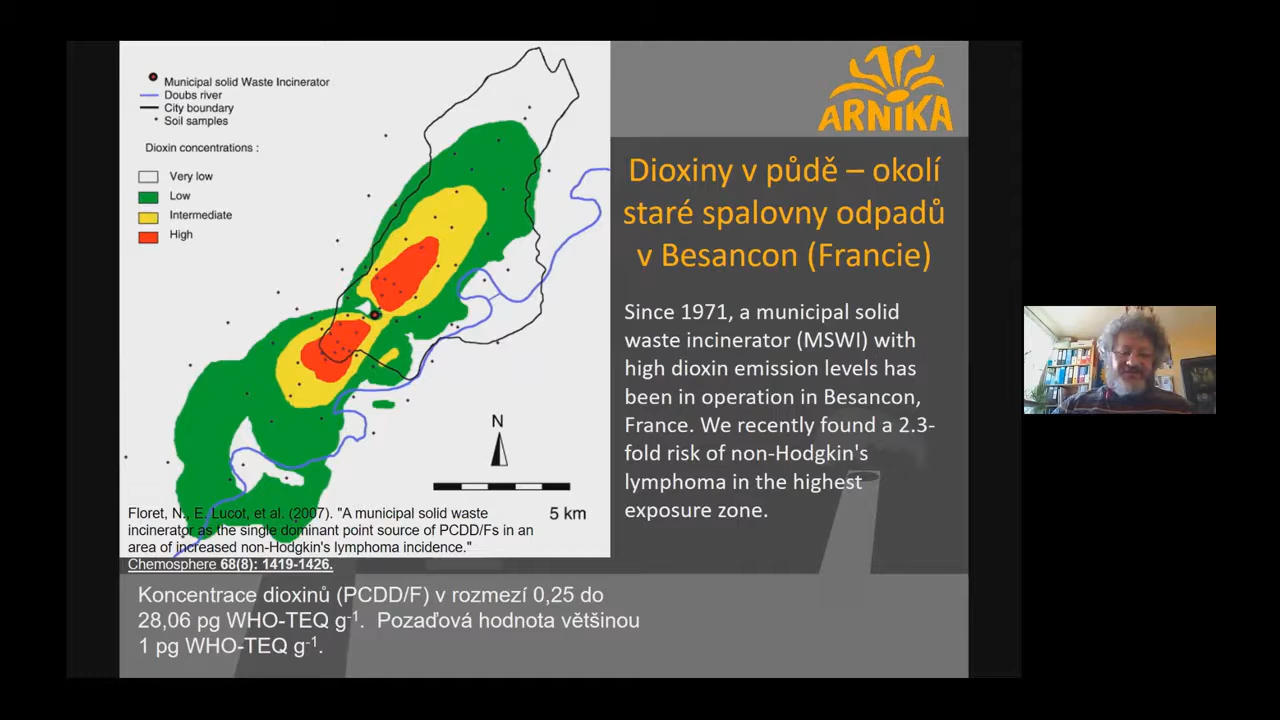 Municipal solid Waste Incinerator
Doubs river
City boundary
Soil samples
Dioxin concentrations :
Very low
Low
Intermediate
High
N
5 km
Floret, N., E. Lucot, et al. (2007). "A municipal solid waste
incinerator as the single dominant point source of PCDD/Fs in an
area of increased non-Hodgkin's lymphoma incidence."
Chemosphere 68(8): 1419-1426.
ARNIKA
Dioxiny v půdě – okolí
staré spalovny odpadů
v Besancon (Francie)
Since 1971, a municipal solid
waste incinerator (MSWI) with
high dioxin emission levels has
been in operation in Besancon,
France. We recently found a 2.3-
fold risk of non-Hodgkin's
lymphoma in the highest
exposure zone.
Koncentrace dioxinů (PCDD/F) v rozmezí 0,25 do
28,06 pg WHO-TEQ g-1. Pozaďová hodnota většinou
1 pg WHO-TEQ g-1.